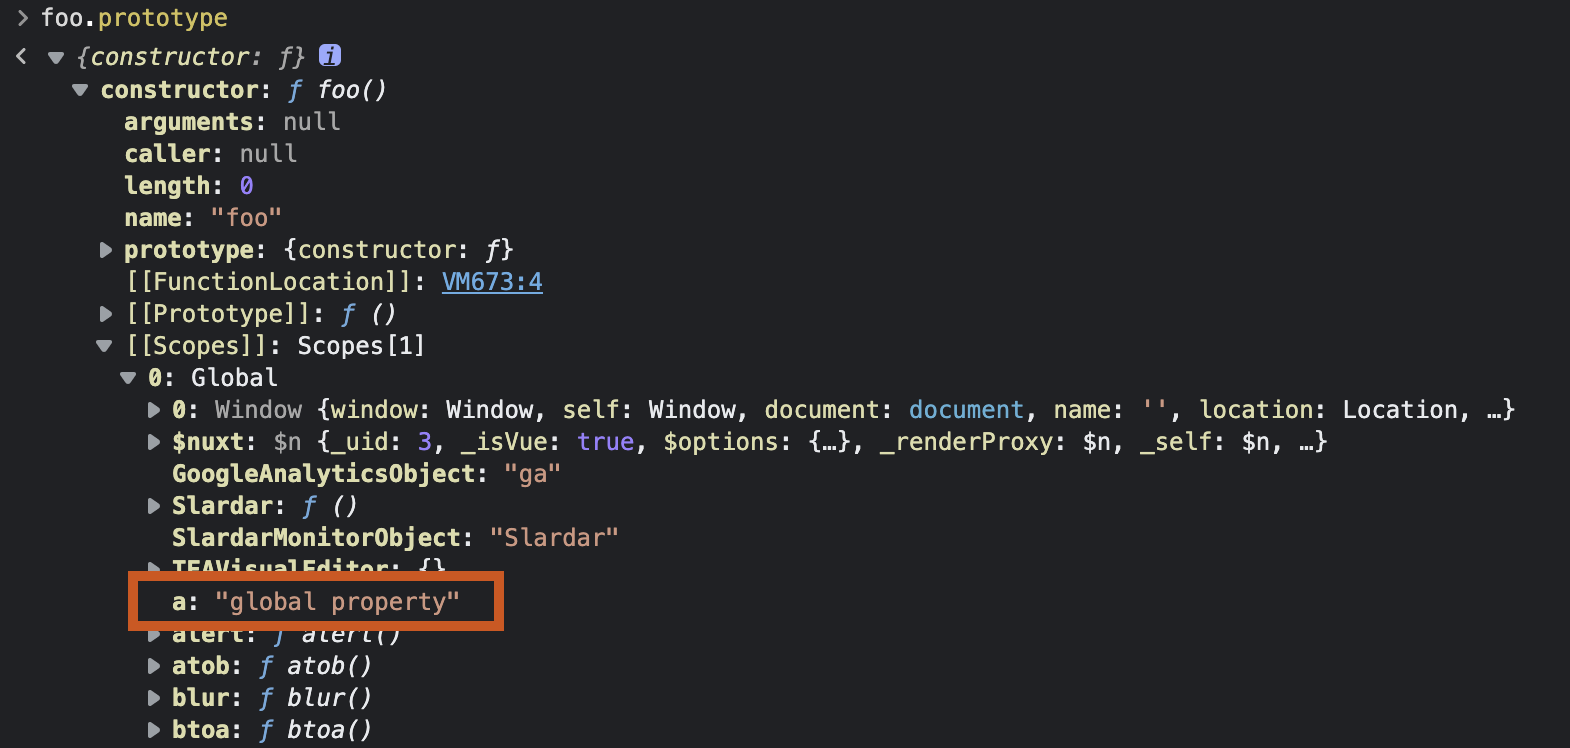 > foo.prototype
< ▼ {constructor: ƒ} i
▼ constructor: ƒ foo()
arguments: null
caller: null
length: 0
name: "foo"
▶ prototype: {constructor: ƒ}
[[FunctionLocation]]: VM673:4
▶ [[Prototype]]: ƒ ()
▼ [[Scopes]]: Scopes[1]
▼ 0: Global
▶ 0: Window {window: Window, self: Window, document: document, name: '', location: Location, …}
▶ $nuxt: $n {_uid: 3, _isVue: true, $options: {…}, _renderProxy: $n, _self: $n, …}
GoogleAnalyticsObject: "ga"
▶ Slardar: ƒ ()
SlardarMonitorObject: "Slardar"
▶ TEAVisualEditor: {}
a: "global property"
▶ alert: ƒ alert()
▶ atob: ƒ atob()
▶ blur: ƒ blur()
▶ btoa: ƒ btoa()